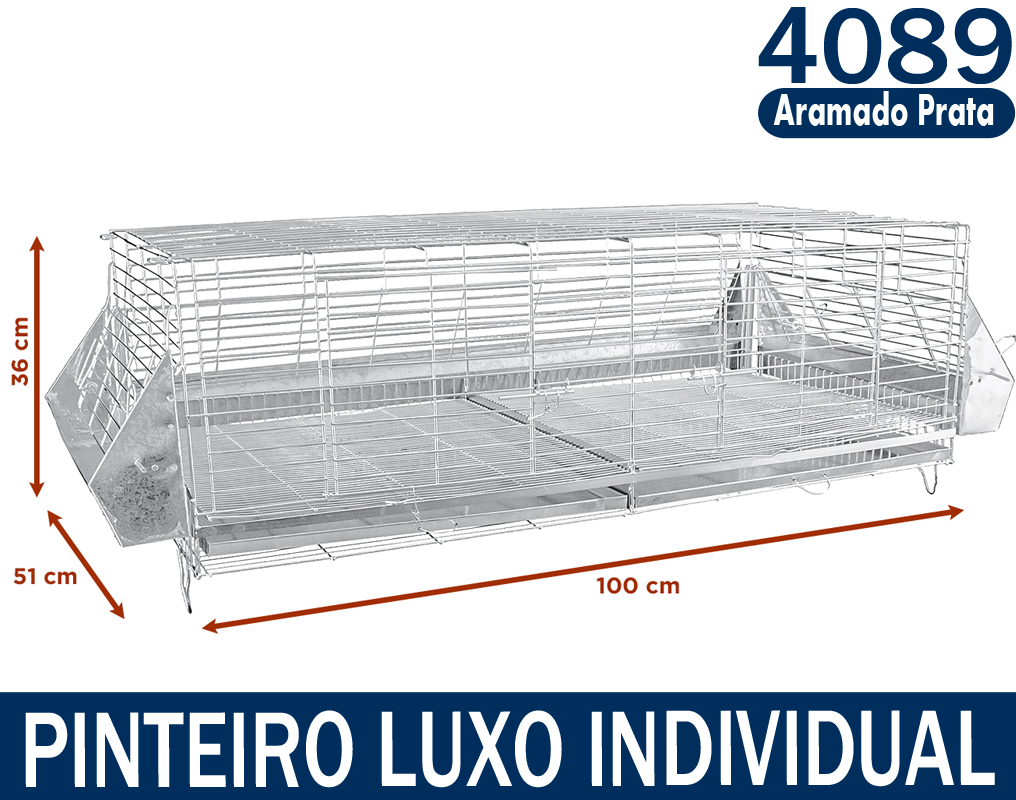 4089
Aramado Prata
36 cm
51 cm
100 cm
PINTEIRO LUXO INDIVIDUAL